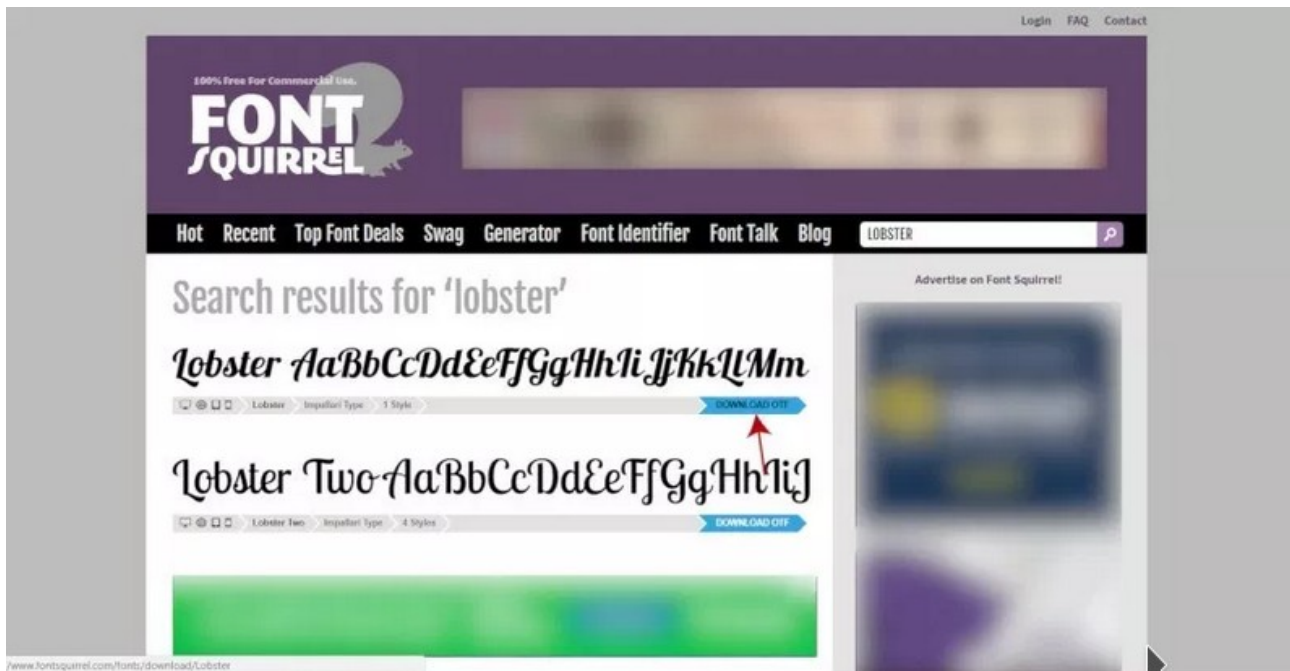 Login FAQ Contact
100% Free For Commercial Use.
FONT
SQUIRREL
Hot Recent Top Font Deals Swag Generator Font Identifier Font Talk Blog LOBSTER
Advertise on Font Squirrel!
Search results for ‘lobster’
Lobster AaBbCcDdEeFfGgHhIiJjKkLlMm
Lobster Impallari Type 1 Style DOWNLOAD OTF
Lobster Two AaBbCcDdEeFfGgHhIiJ
Lobster Two Impallari Type 4 Styles DOWNLOAD OTF
/www.fontsquirrel.com/fonts/download/Lobster